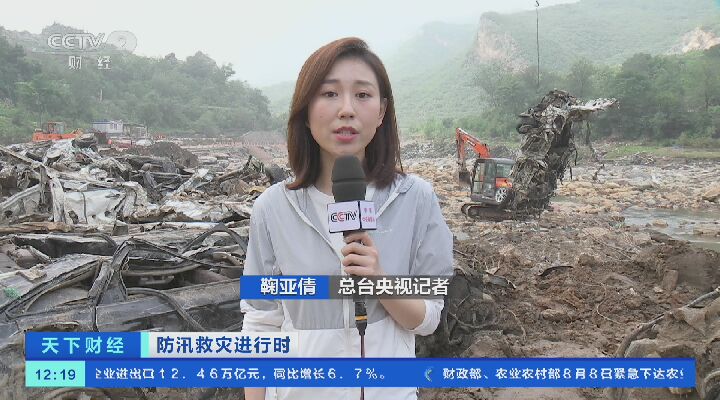 CCTV 2
财 经
CCTV
鞠亚倩 总台央视记者
天下财经 防汛救灾进行时
12:19 企业进出口12.46万亿元，同比增长6.7%。 《 财政部、农业农村部8月8日紧急下达农业